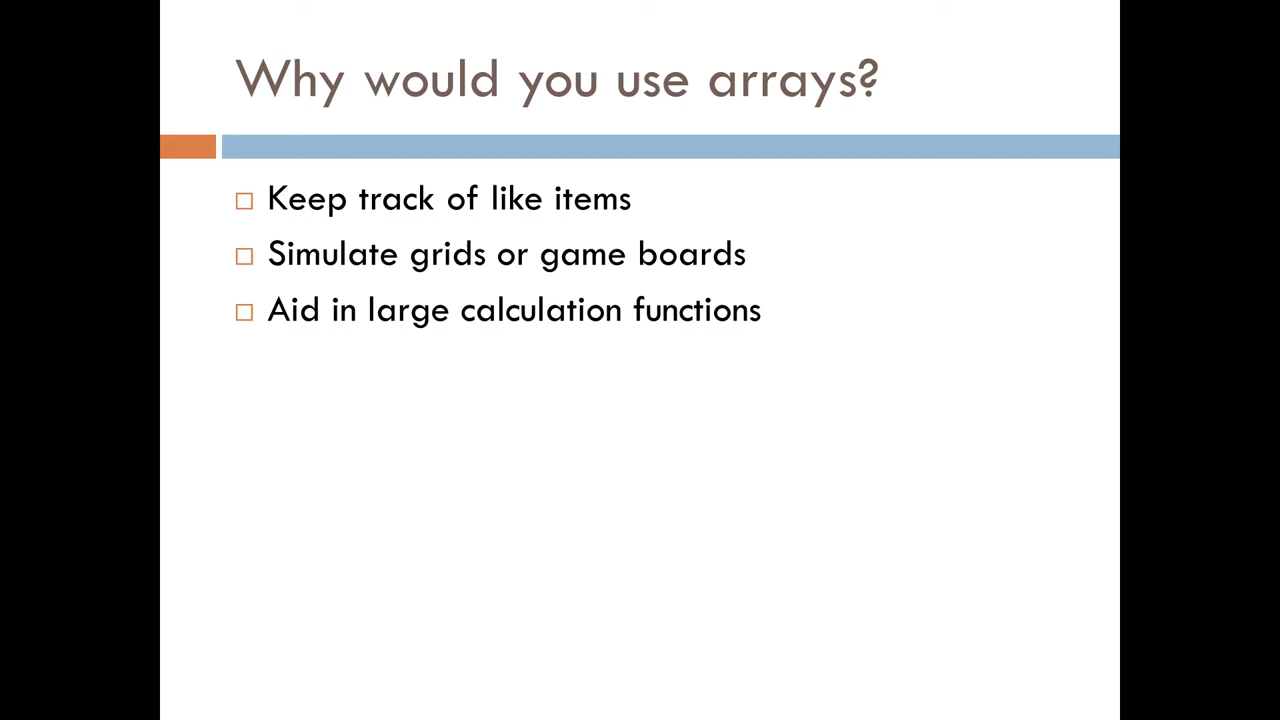 Why would you use arrays?
Keep track of like items
Simulate grids or game boards
Aid in large calculation functions